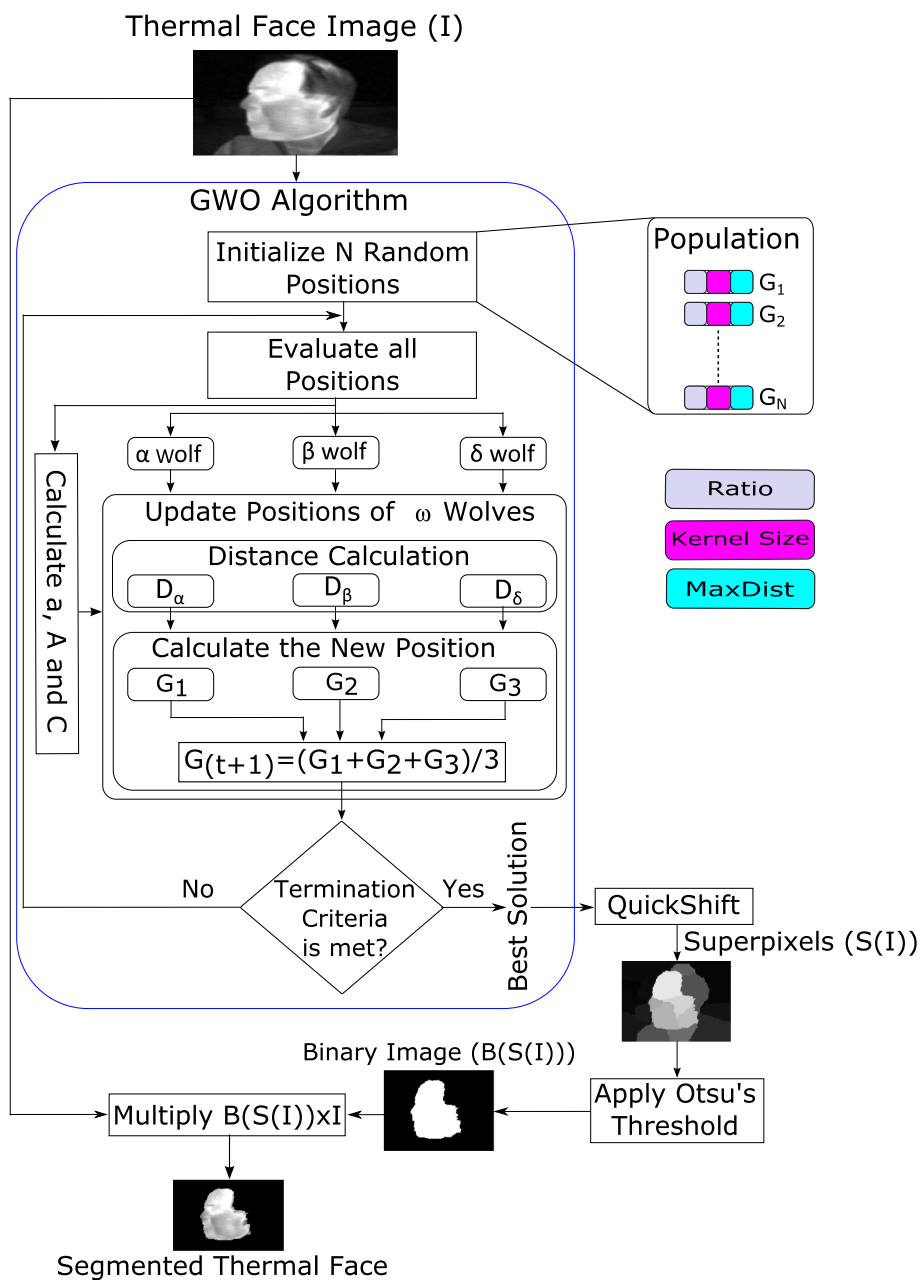 Thermal Face Image (I)
GWO Algorithm
Initialize N Random
Positions
Population
G1
G2
GN
Evaluate all
Positions
α wolf
β wolf
δ wolf
Calculate a, A and C
Ratio
Kernel Size
MaxDist
Update Positions of ω Wolves
Distance Calculation
Dα
Dβ
Dδ
Calculate the New Position
G1
G2
G3
G(t+1)=(G1+G2+G3)/3
Termination
Criteria
is met?
No
Yes
Best Solution
QuickShift
Superpixels (S(I))
Apply Otsu's
Threshold
Binary Image (B(S(I)))
Multiply B(S(I))xI
Segmented Thermal Face